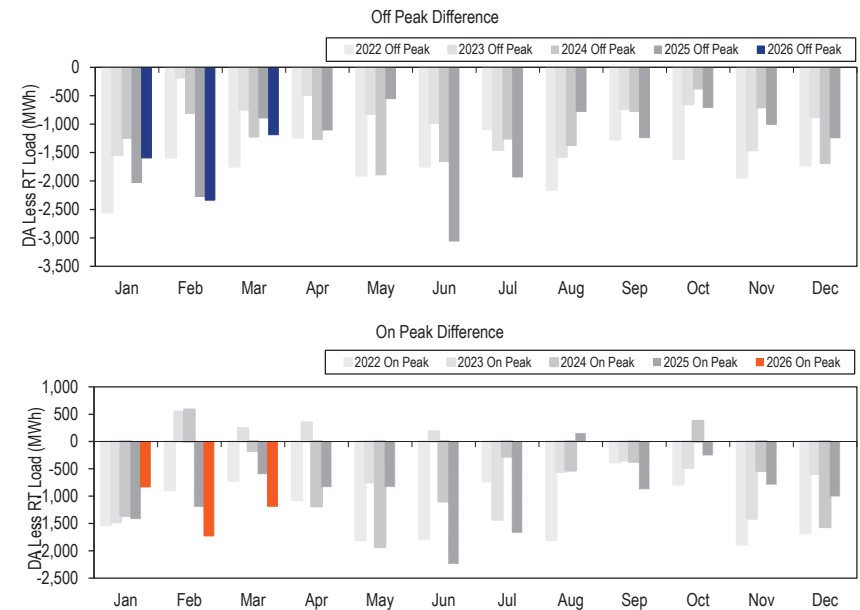 Off Peak Difference
2022 Off Peak 2023 Off Peak 2024 Off Peak 2025 Off Peak 2026 Off Peak
DA Less RT Load (MWh)
0
-500
-1,000
-1,500
-2,000
-2,500
-3,000
-3,500
Jan Feb Mar Apr May Jun Jul Aug Sep Oct Nov Dec
On Peak Difference
2022 On Peak 2023 On Peak 2024 On Peak 2025 On Peak 2026 On Peak
DA Less RT Load (MWh)
1,000
500
0
-500
-1,000
-1,500
-2,000
-2,500
Jan Feb Mar Apr May Jun Jul Aug Sep Oct Nov Dec